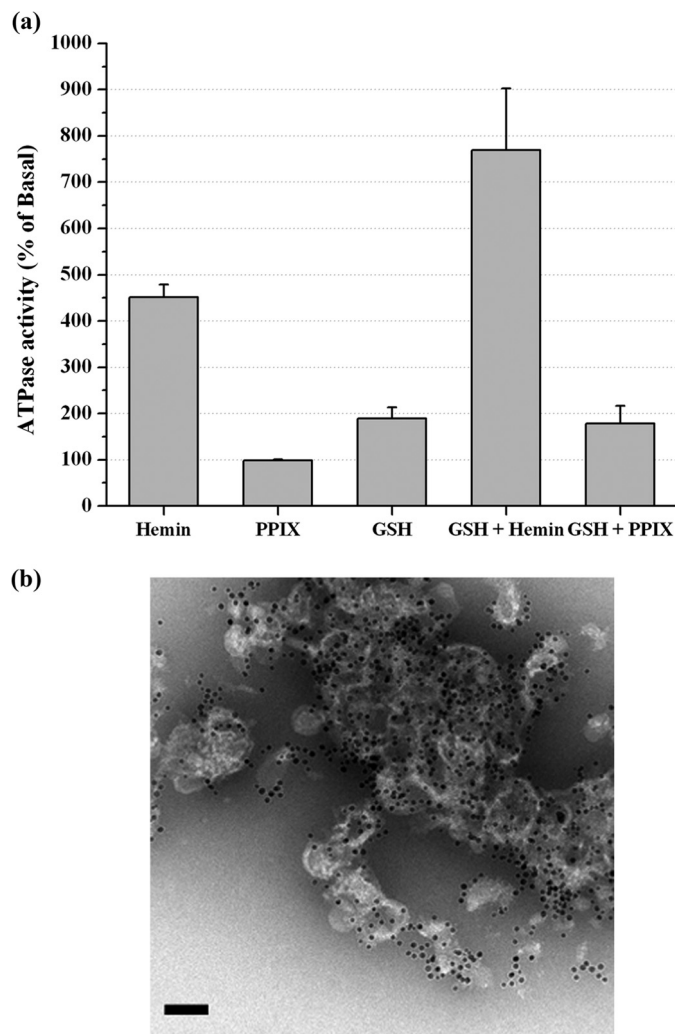 (a)
ATPase activity (% of Basal)
1000
900
800
700
600
500
400
300
200
100
0
Hemin PPIX GSH GSH + Hemin GSH + PPIX
(b)